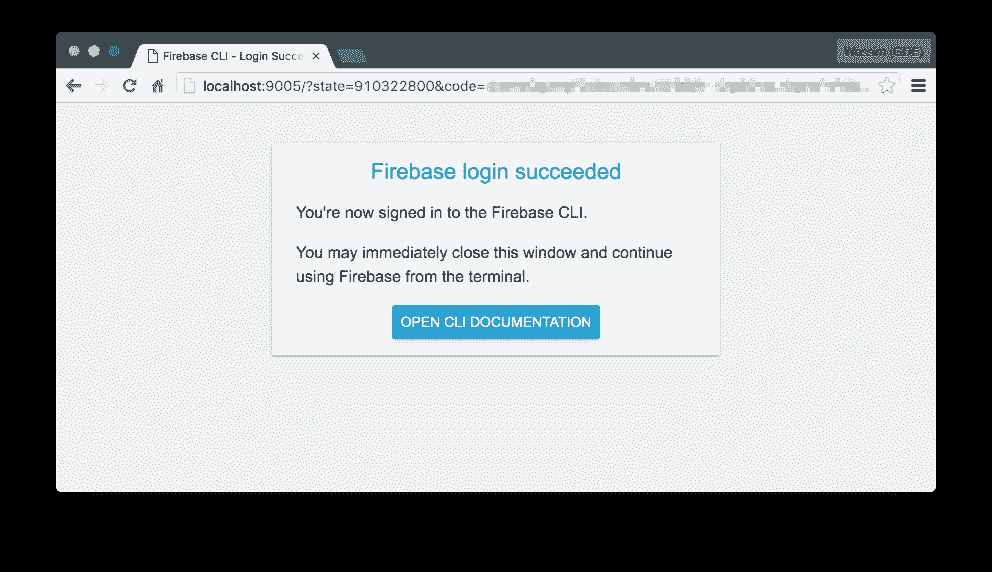 Firebase CLI - Login Succe
localhost:9005/?state=910322800&code=
Firebase login succeeded
You're now signed in to the Firebase CLI.
You may immediately close this window and continue
using Firebase from the terminal.
OPEN CLI DOCUMENTATION